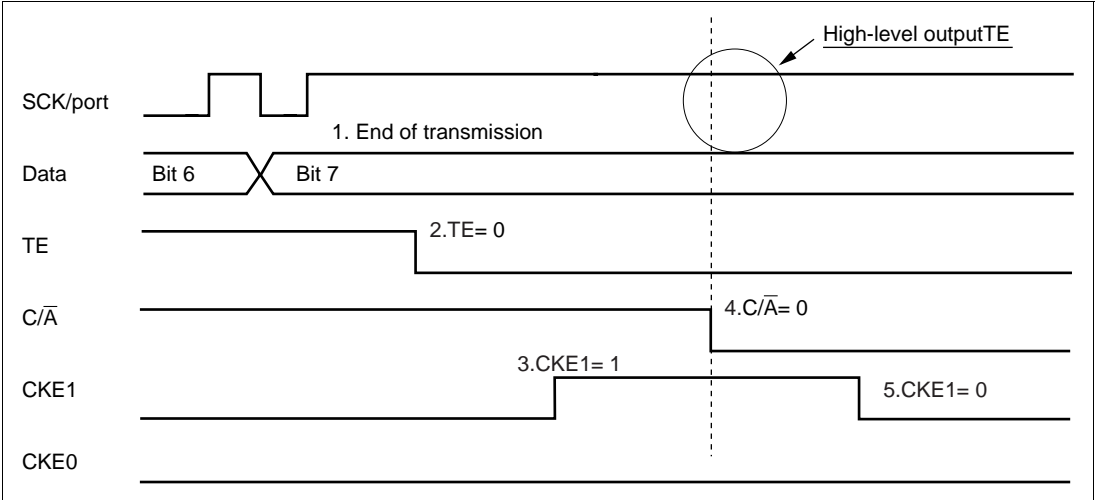 High-level outputTE
SCK/port
1. End of transmission
Data
Bit 6
Bit 7
TE
2.TE= 0
C/A̅
4.C/A̅= 0
3.CKE1= 1
CKE1
5.CKE1= 0
CKE0